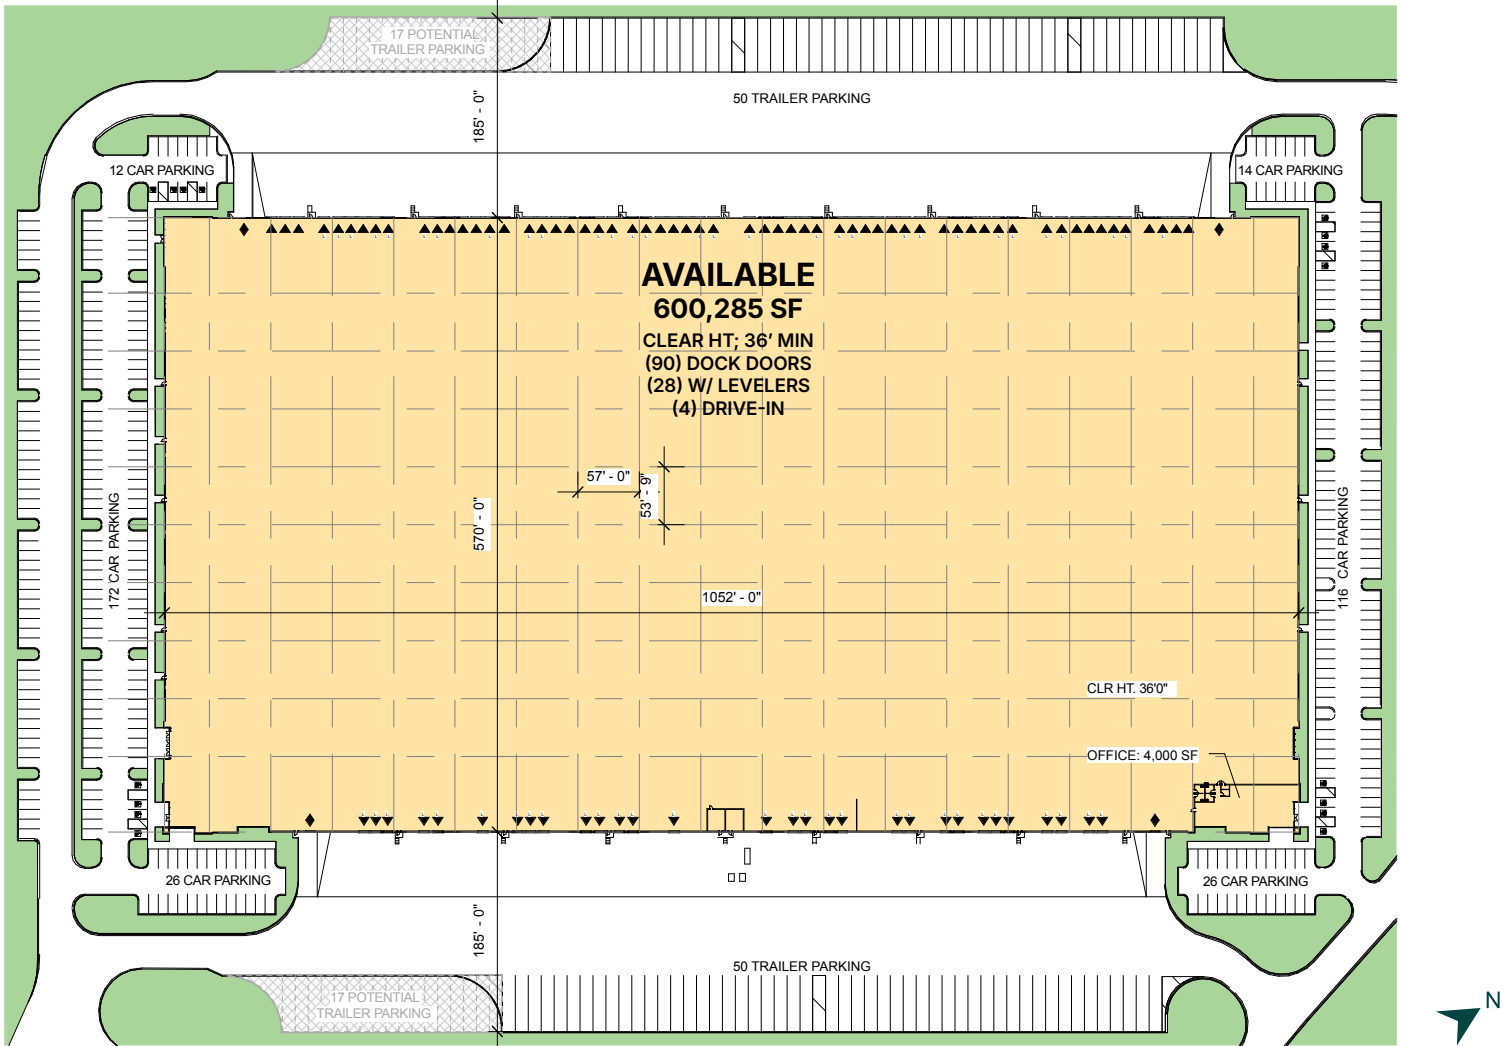 17 POTENTIAL
TRAILER PARKING
185' - 0"
50 TRAILER PARKING
12 CAR PARKING
14 CAR PARKING
AVAILABLE
600,285 SF
CLEAR HT; 36' MIN
(90) DOCK DOORS
(28) W/ LEVELERS
(4) DRIVE-IN
57' - 0"
53' - 9"
570' - 0"
172 CAR PARKING
116 CAR PARKING
1052' - 0"
CLR HT. 36'0"
OFFICE: 4,000 SF
26 CAR PARKING
26 CAR PARKING
185' - 0"
50 TRAILER PARKING
17 POTENTIAL
TRAILER PARKING
N